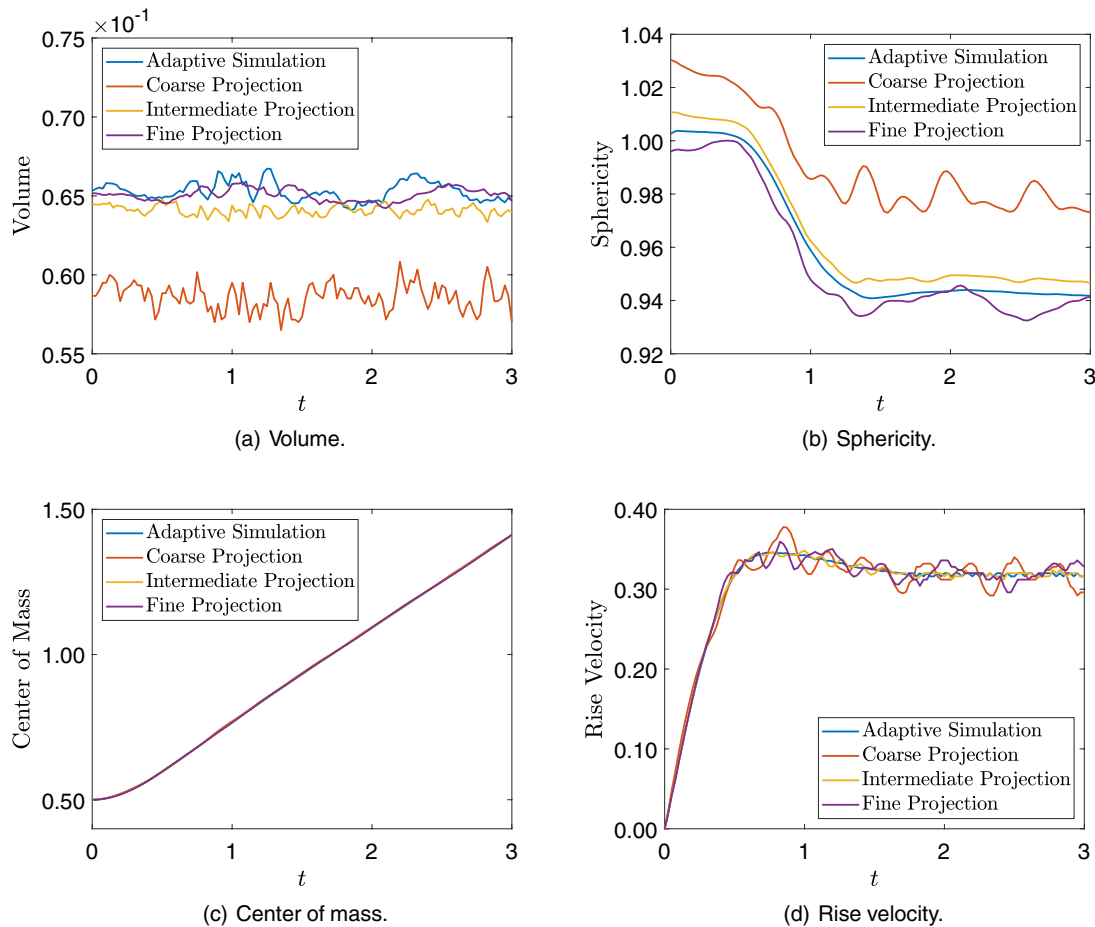 ×10⁻¹
0.75
0.70
0.65
0.60
0.55
Volume
Adaptive Simulation
Coarse Projection
Intermediate Projection
Fine Projection
0
1
2
3
t
(a) Volume.
1.04
1.02
1.00
0.98
0.96
0.94
0.92
Sphericity
Adaptive Simulation
Coarse Projection
Intermediate Projection
Fine Projection
0
1
2
3
t
(b) Sphericity.
1.50
1.00
0.50
Center of Mass
Adaptive Simulation
Coarse Projection
Intermediate Projection
Fine Projection
0
1
2
3
t
(c) Center of mass.
0.40
0.30
0.20
0.10
0.00
Rise Velocity
Adaptive Simulation
Coarse Projection
Intermediate Projection
Fine Projection
0
1
2
3
t
(d) Rise velocity.